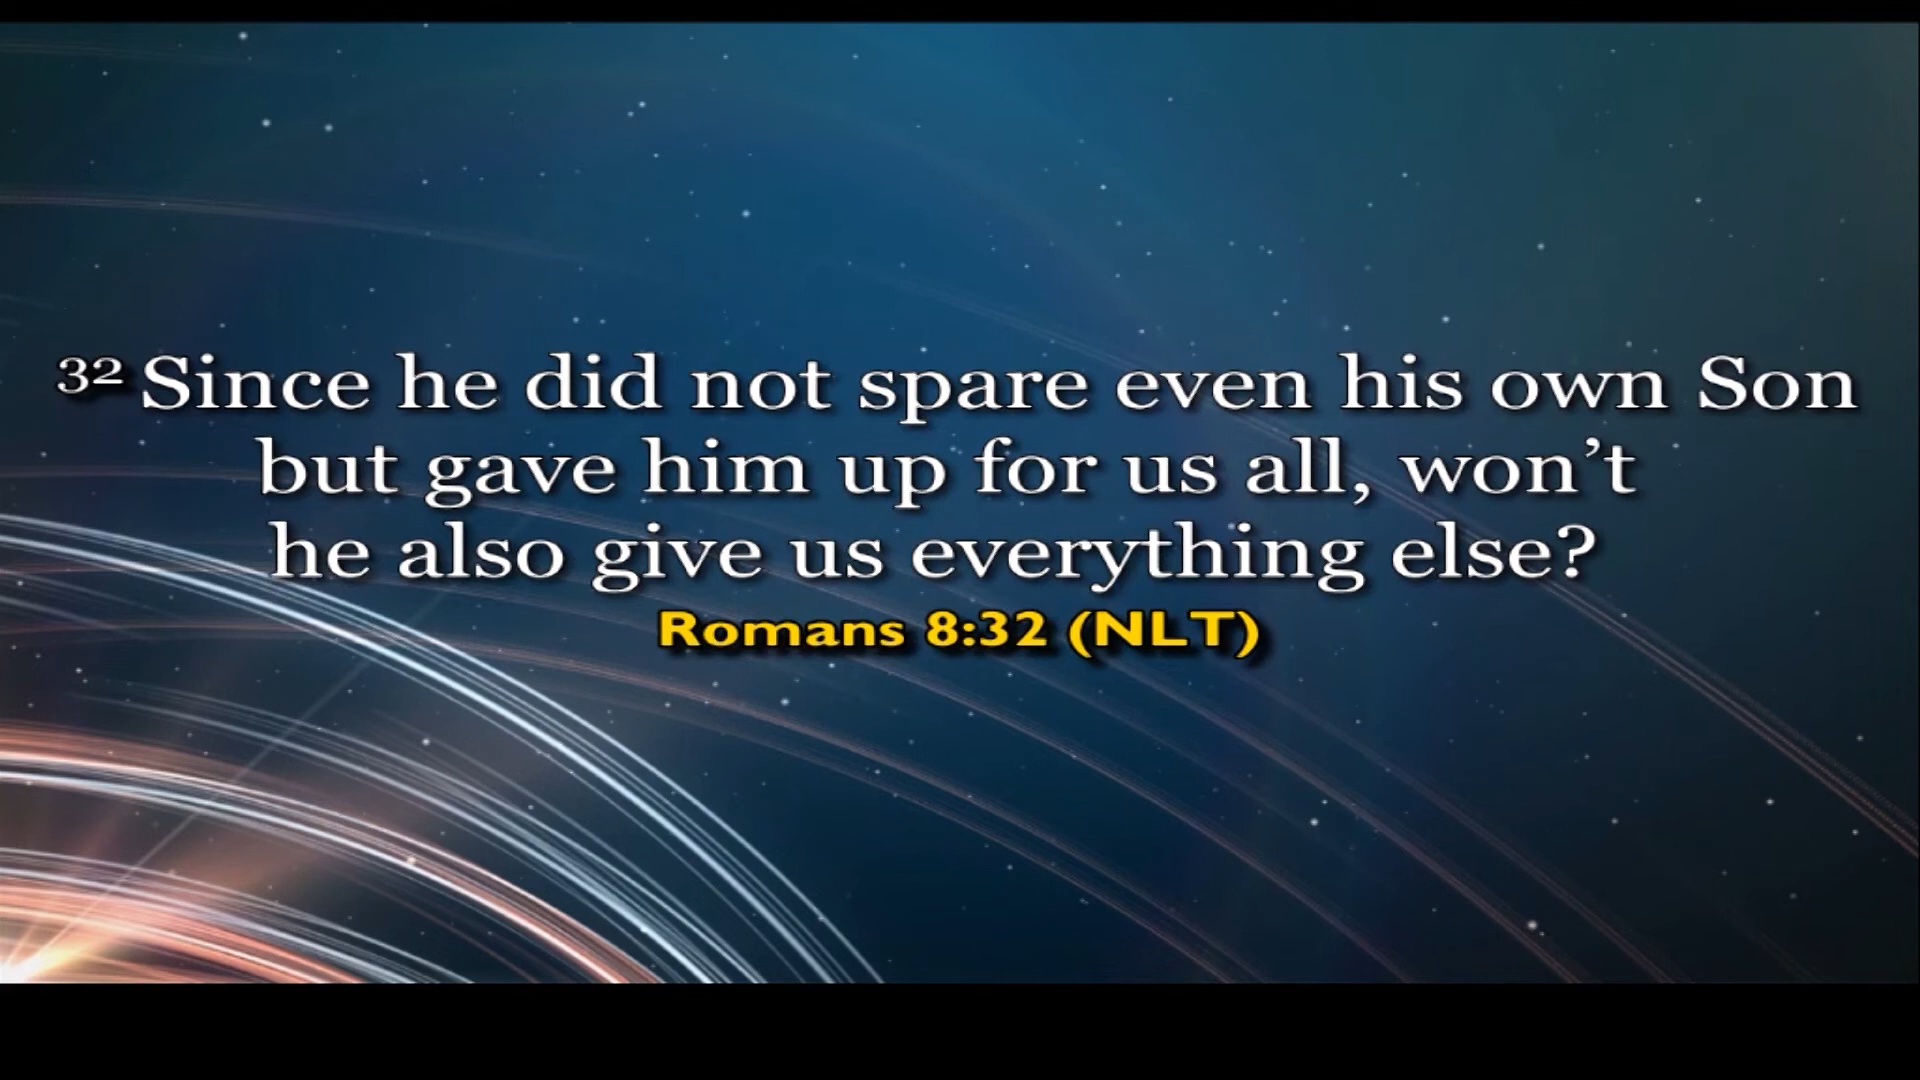 32 Since he did not spare even his own Son
but gave him up for us all, won’t
he also give us everything else?
Romans 8:32 (NLT)